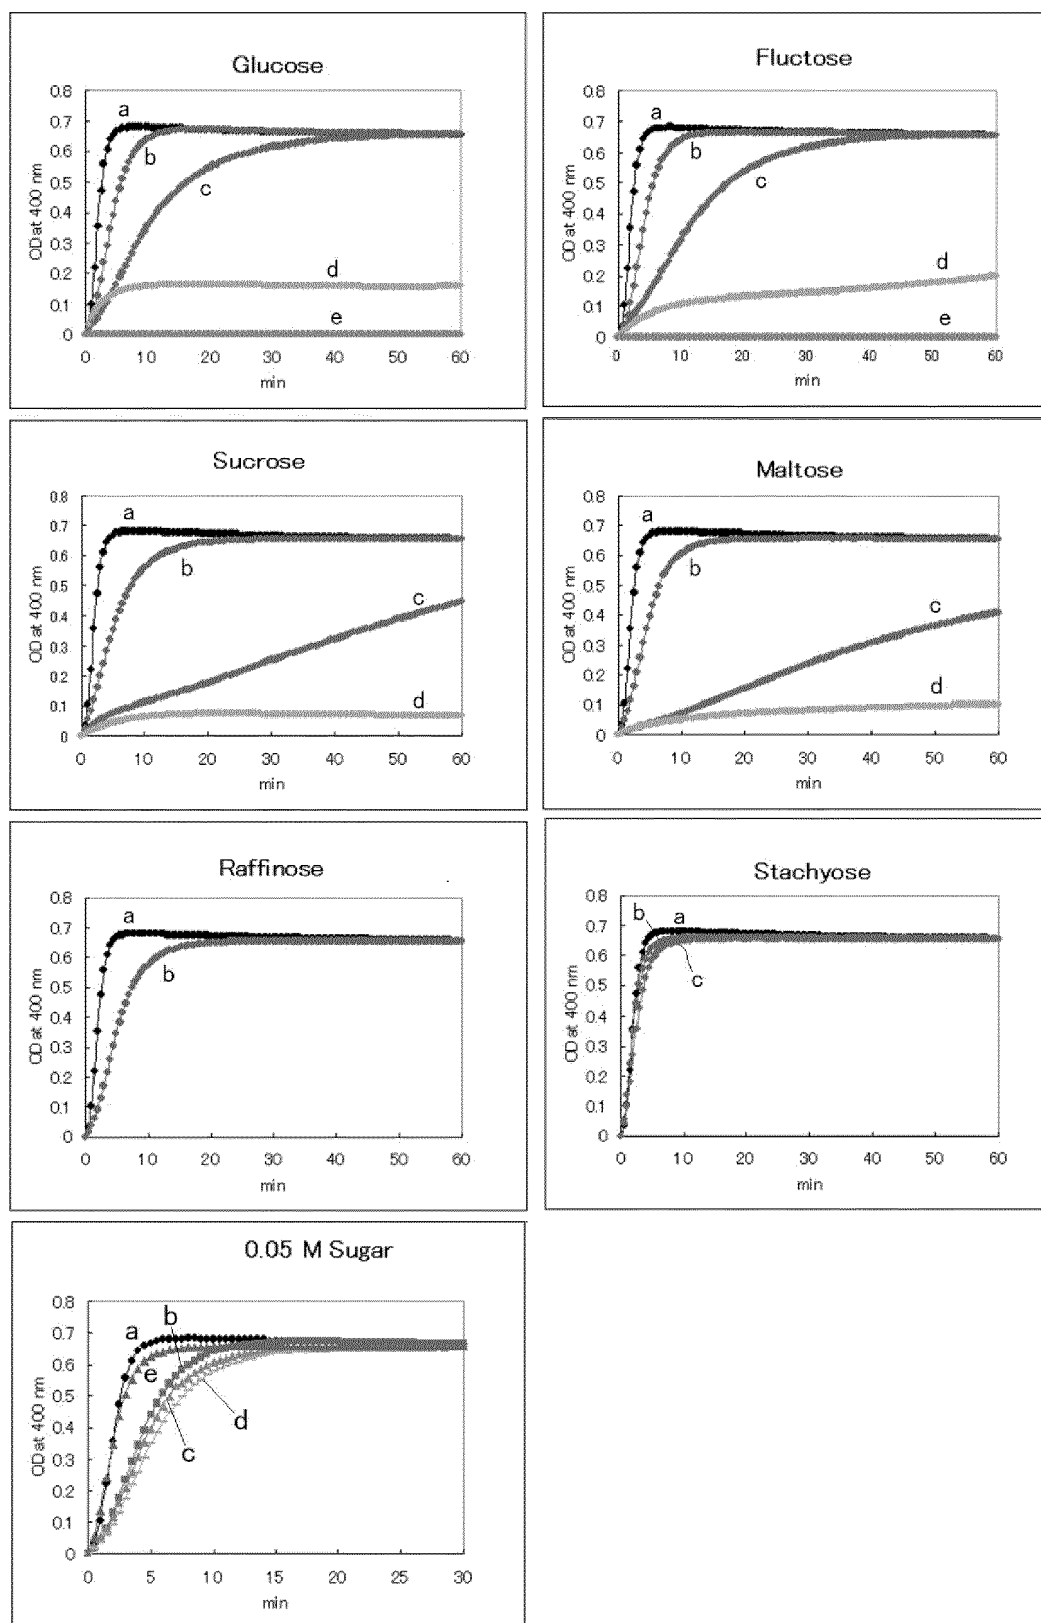 Glucose
0.8
0.7
0.6
0.5
0.4
0.3
0.2
0.1
0
OD at 400 nm
a
b
c
d
e
0 10 20 30 40 50 60
min
Fluctose
0.8
0.7
0.6
0.5
0.4
0.3
0.2
0.1
0
OD at 400 nm
a
b
c
d
e
0 10 20 30 40 50 60
min
Sucrose
0.8
0.7
0.6
0.5
0.4
0.3
0.2
0.1
0
OD at 400 nm
a
b
c
d
0 10 20 30 40 50 60
min
Maltose
0.8
0.7
0.6
0.5
0.4
0.3
0.2
0.1
0
OD at 400 nm
a
b
c
d
0 10 20 30 40 50 60
min
Raffinose
0.8
0.7
0.6
0.5
0.4
0.3
0.2
0.1
0
OD at 400 nm
a
b
0 10 20 30 40 50 60
min
Stachyose
0.8
0.7
0.6
0.5
0.4
0.3
0.2
0.1
0
OD at 400 nm
b a
c
0 10 20 30 40 50 60
min
0.05 M Sugar
0.8
0.7
0.6
0.5
0.4
0.3
0.2
0.1
0
OD at 400 nm
a
b
e
d
c
0 5 10 15 20 25 30
min